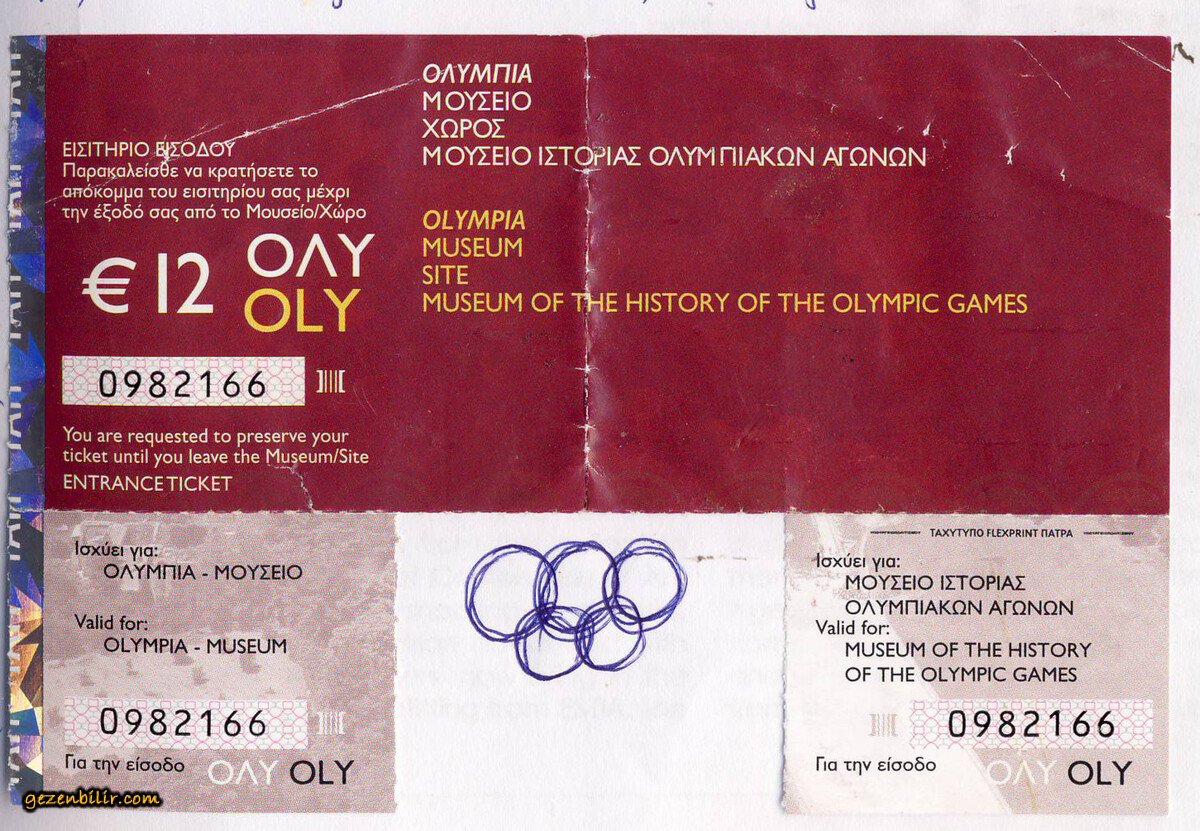 ΟΛΥΜΠΙΑ
ΜΟΥΣΕΙΟ
ΧΩΡΟΣ
ΜΟΥΣΕΙΟ ΙΣΤΟΡΙΑΣ ΟΛΥΜΠΙΑΚΩΝ ΑΓΩΝΩΝ
ΕΙΣΙΤΗΡΙΟ ΕΙΣΟΔΟΥ
Παρακαλείσθε να κρατήσετε το
απόκομμα του εισιτηρίου σας μέχρι
την έξοδό σας από το Μουσείο/Χώρο
OLYMPIA
MUSEUM
SITE
MUSEUM OF THE HISTORY OF THE OLYMPIC GAMES
€12
ΟΛΥ
OLY
0982166
You are requested to preserve your
ticket until you leave the Museum/Site
ENTRANCE TICKET
Ισχύει για:
ΟΛΥΜΠΙΑ - ΜΟΥΣΕΙΟ
Valid for:
OLYMPIA - MUSEUM
0982166
Για την είσοδο ΟΛΥ OLY
ΤΑΧΥΤΥΠΟ FLEXPRINT ΠΑΤΡΑ
Ισχύει για:
ΜΟΥΣΕΙΟ ΙΣΤΟΡΙΑΣ
ΟΛΥΜΠΙΑΚΩΝ ΑΓΩΝΩΝ
Valid for:
MUSEUM OF THE HISTORY
OF THE OLYMPIC GAMES
0982166
Για την είσοδο ΟΛΥ OLY
gezenbilir.com